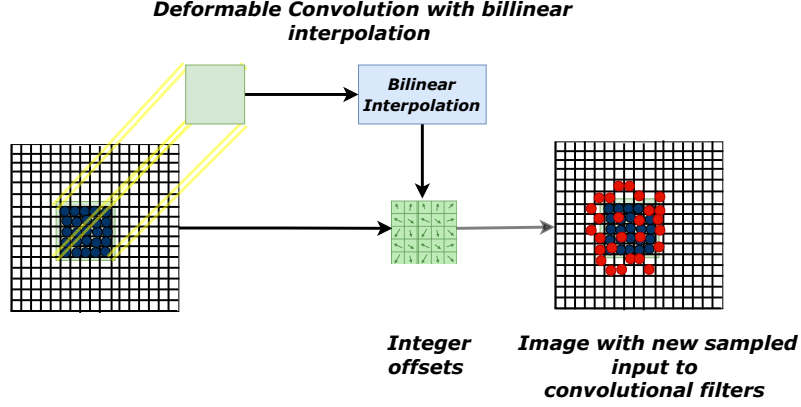 Deformable Convolution with billinear
interpolation
Bilinear
Interpolation
Integer
offsets
Image with new sampled
input to
convolutional filters